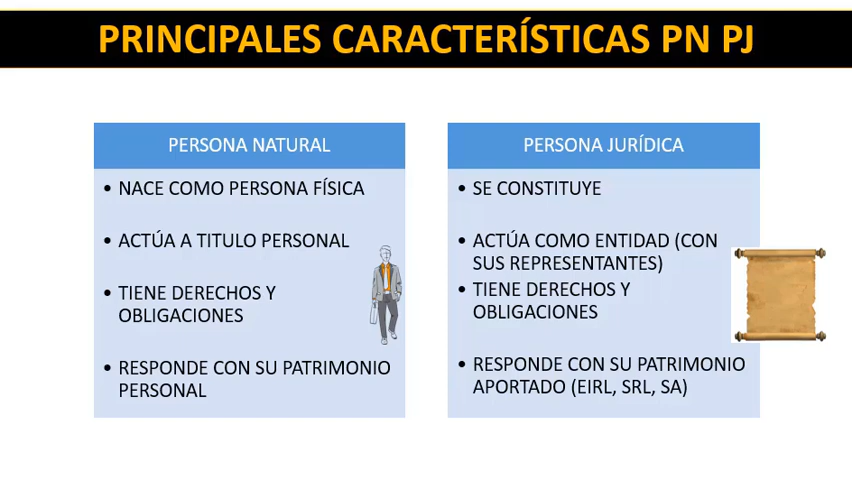 PRINCIPALES CARACTERÍSTICAS PN PJ
PERSONA NATURAL
• NACE COMO PERSONA FÍSICA
• ACTÚA A TITULO PERSONAL
• TIENE DERECHOS Y
OBLIGACIONES
• RESPONDE CON SU PATRIMONIO
PERSONAL
PERSONA JURÍDICA
• SE CONSTITUYE
• ACTÚA COMO ENTIDAD (CON
SUS REPRESENTANTES)
• TIENE DERECHOS Y
OBLIGACIONES
• RESPONDE CON SU PATRIMONIO
APORTADO (EIRL, SRL, SA)